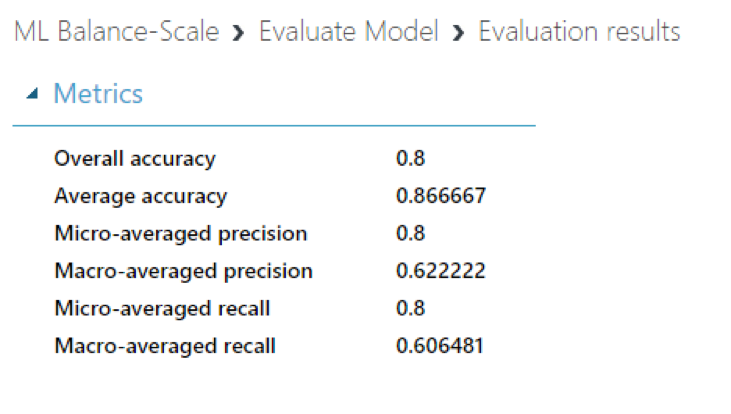 ML Balance-Scale › Evaluate Model › Evaluation results
Metrics
Overall accuracy 0.8
Average accuracy 0.866667
Micro-averaged precision 0.8
Macro-averaged precision 0.622222
Micro-averaged recall 0.8
Macro-averaged recall 0.606481